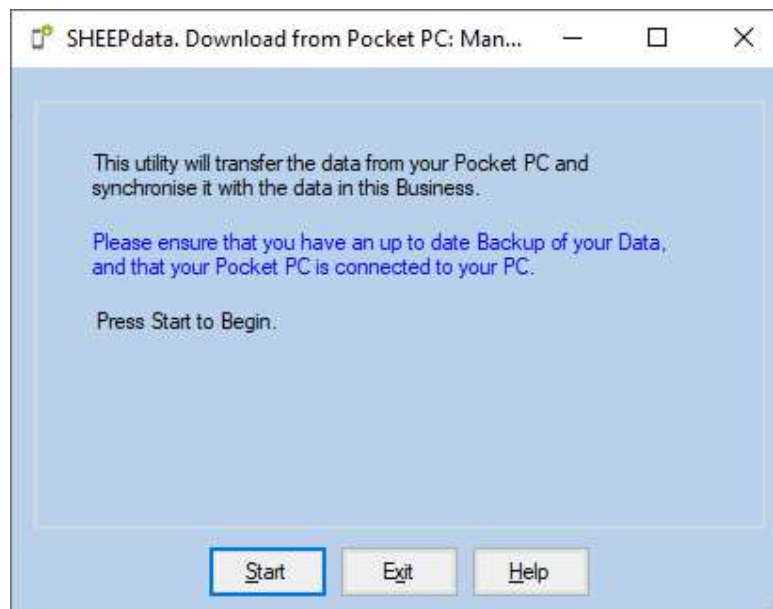 SHEEPdata. Download from Pocket PC: Man...
This utility will transfer the data from your Pocket PC and
synchronise it with the data in this Business.
Please ensure that you have an up to date Backup of your Data,
and that your Pocket PC is connected to your PC.
Press Start to Begin.
Start Exit Help